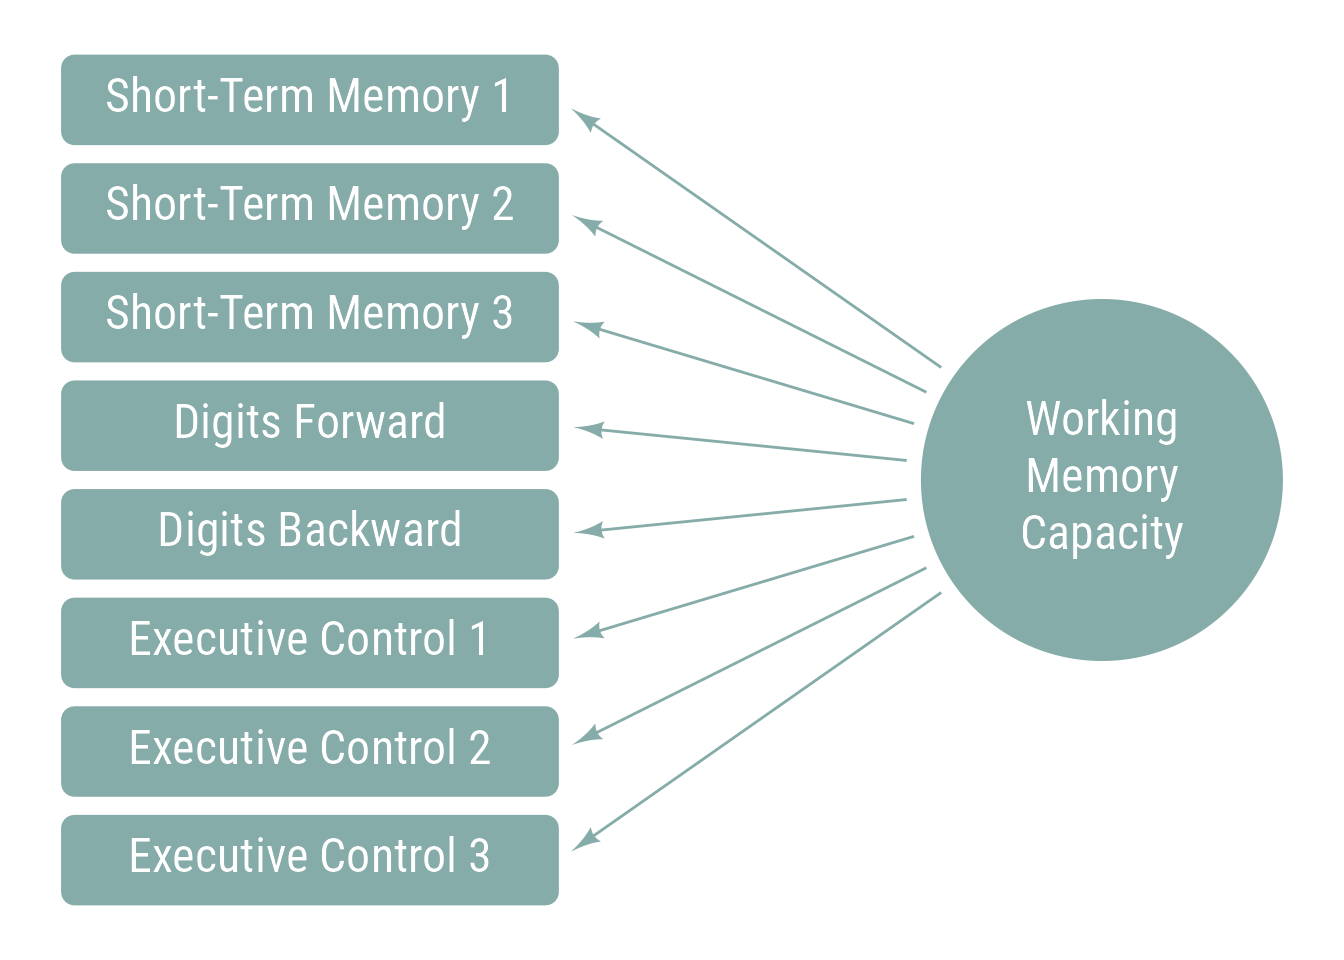 Short-Term Memory 1
Short-Term Memory 2
Short-Term Memory 3
Digits Forward
Digits Backward
Executive Control 1
Executive Control 2
Executive Control 3
Working
Memory
Capacity